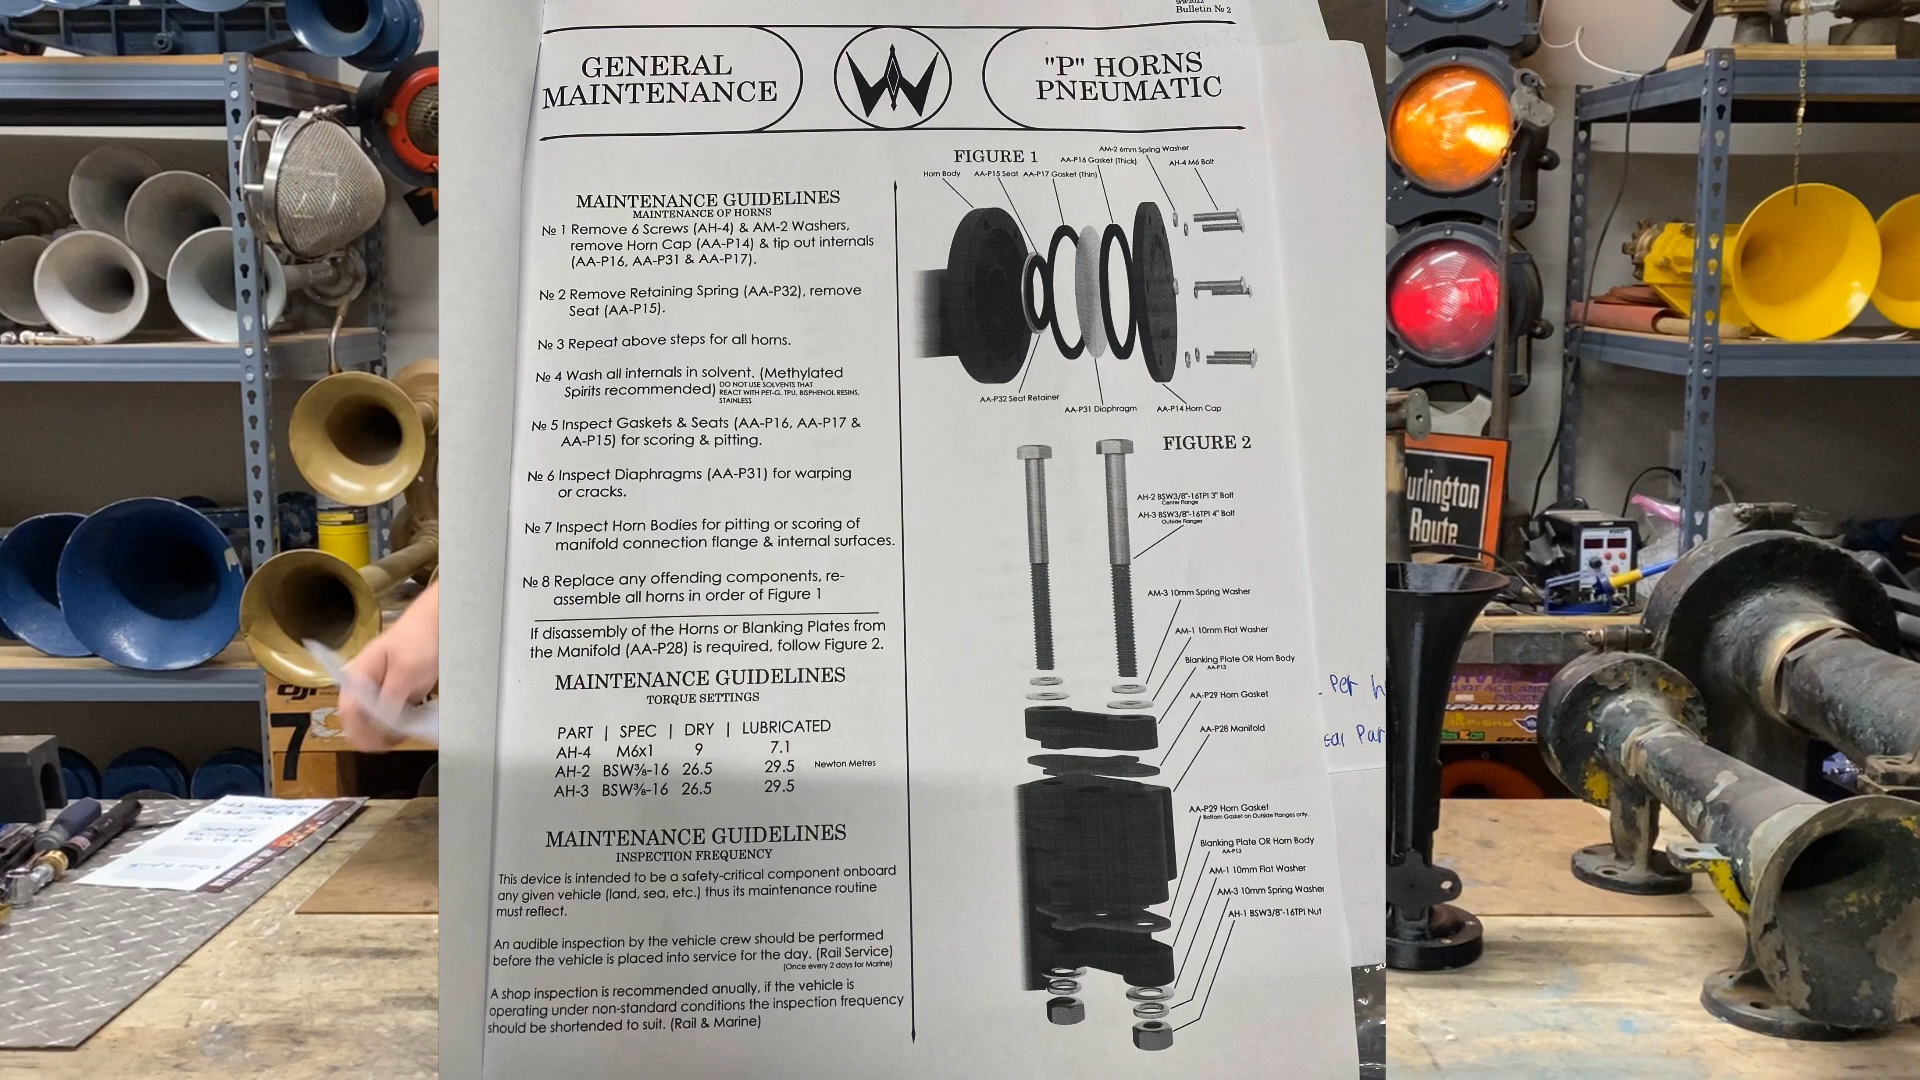 Bulletin № 2
GENERAL
MAINTENANCE
"P" HORNS
PNEUMATIC
MAINTENANCE GUIDELINES
MAINTENANCE OF HORNS
№ 1 Remove 6 Screws (AH-4) & AM-2 Washers,
remove Horn Cap (AA-P14) & tip out internals
(AA-P16, AA-P31 & AA-P17).
№ 2 Remove Retaining Spring (AA-P32), remove
Seat (AA-P15).
№ 3 Repeat above steps for all horns.
№ 4 Wash all internals in solvent. (Methylated
Spirits recommended)
DO NOT USE SOLVENTS THAT
REACT WITH PET-G, TPU, BISPHENOL RESINS.
STAINLESS
№ 5 Inspect Gaskets & Seats (AA-P16, AA-P17 &
AA-P15) for scoring & pitting.
№ 6 Inspect Diaphragms (AA-P31) for warping
or cracks.
№ 7 Inspect Horn Bodies for pitting or scoring of
manifold connection flange & internal surfaces.
№ 8 Replace any offending components, re-
assemble all horns in order of Figure 1
If disassembly of the Horns or Blanking Plates from
the Manifold (AA-P28) is required, follow Figure 2.
MAINTENANCE GUIDELINES
TORQUE SETTINGS
PART | SPEC | DRY | LUBRICATED
AH-4 M6x1 9 7.1
AH-2 BSW⅜-16 26.5 29.5 Newton Metres
AH-3 BSW⅜-16 26.5 29.5
MAINTENANCE GUIDELINES
INSPECTION FREQUENCY
This device is intended to be a safety-critical component onboard
any given vehicle (land, sea, etc.) thus its maintenance routine
must reflect.
An audible inspection by the vehicle crew should be performed
before the vehicle is placed into service for the day. (Rail Service)
(Once every 2 days for Marine)
A shop inspection is recommended anually, if the vehicle is
operating under non-standard conditions the inspection frequency
should be shortended to suit. (Rail & Marine)
FIGURE 1
AM-2 6mm Spring Washer
AA-P16 Gasket (Thick)
AH-4 M6 Bolt
Horn Body
AA-P15 Seat
AA-P17 Gasket (Thin)
AA-P32 Seat Retainer
AA-P31 Diaphragm
AA-P14 Horn Cap
FIGURE 2
AH-2 BSW3/8"-16TPI 3" Bolt
Center Flange
AH-3 BSW3/8"-16TPI 4" Bolt
Outside Flanges
AM-3 10mm Spring Washer
AM-1 10mm Flat Washer
Blanking Plate OR Horn Body
AA-P13
AA-P29 Horn Gasket
AA-P28 Manifold
AA-P29 Horn Gasket
Bottom Gasket on Outside Flanges only.
Blanking Plate OR Horn Body
AA-P13
AM-1 10mm Flat Washer
AM-3 10mm Spring Washer
AH-1 BSW3/8"-16TPI Nut
Per
Par
urlington
Route
7